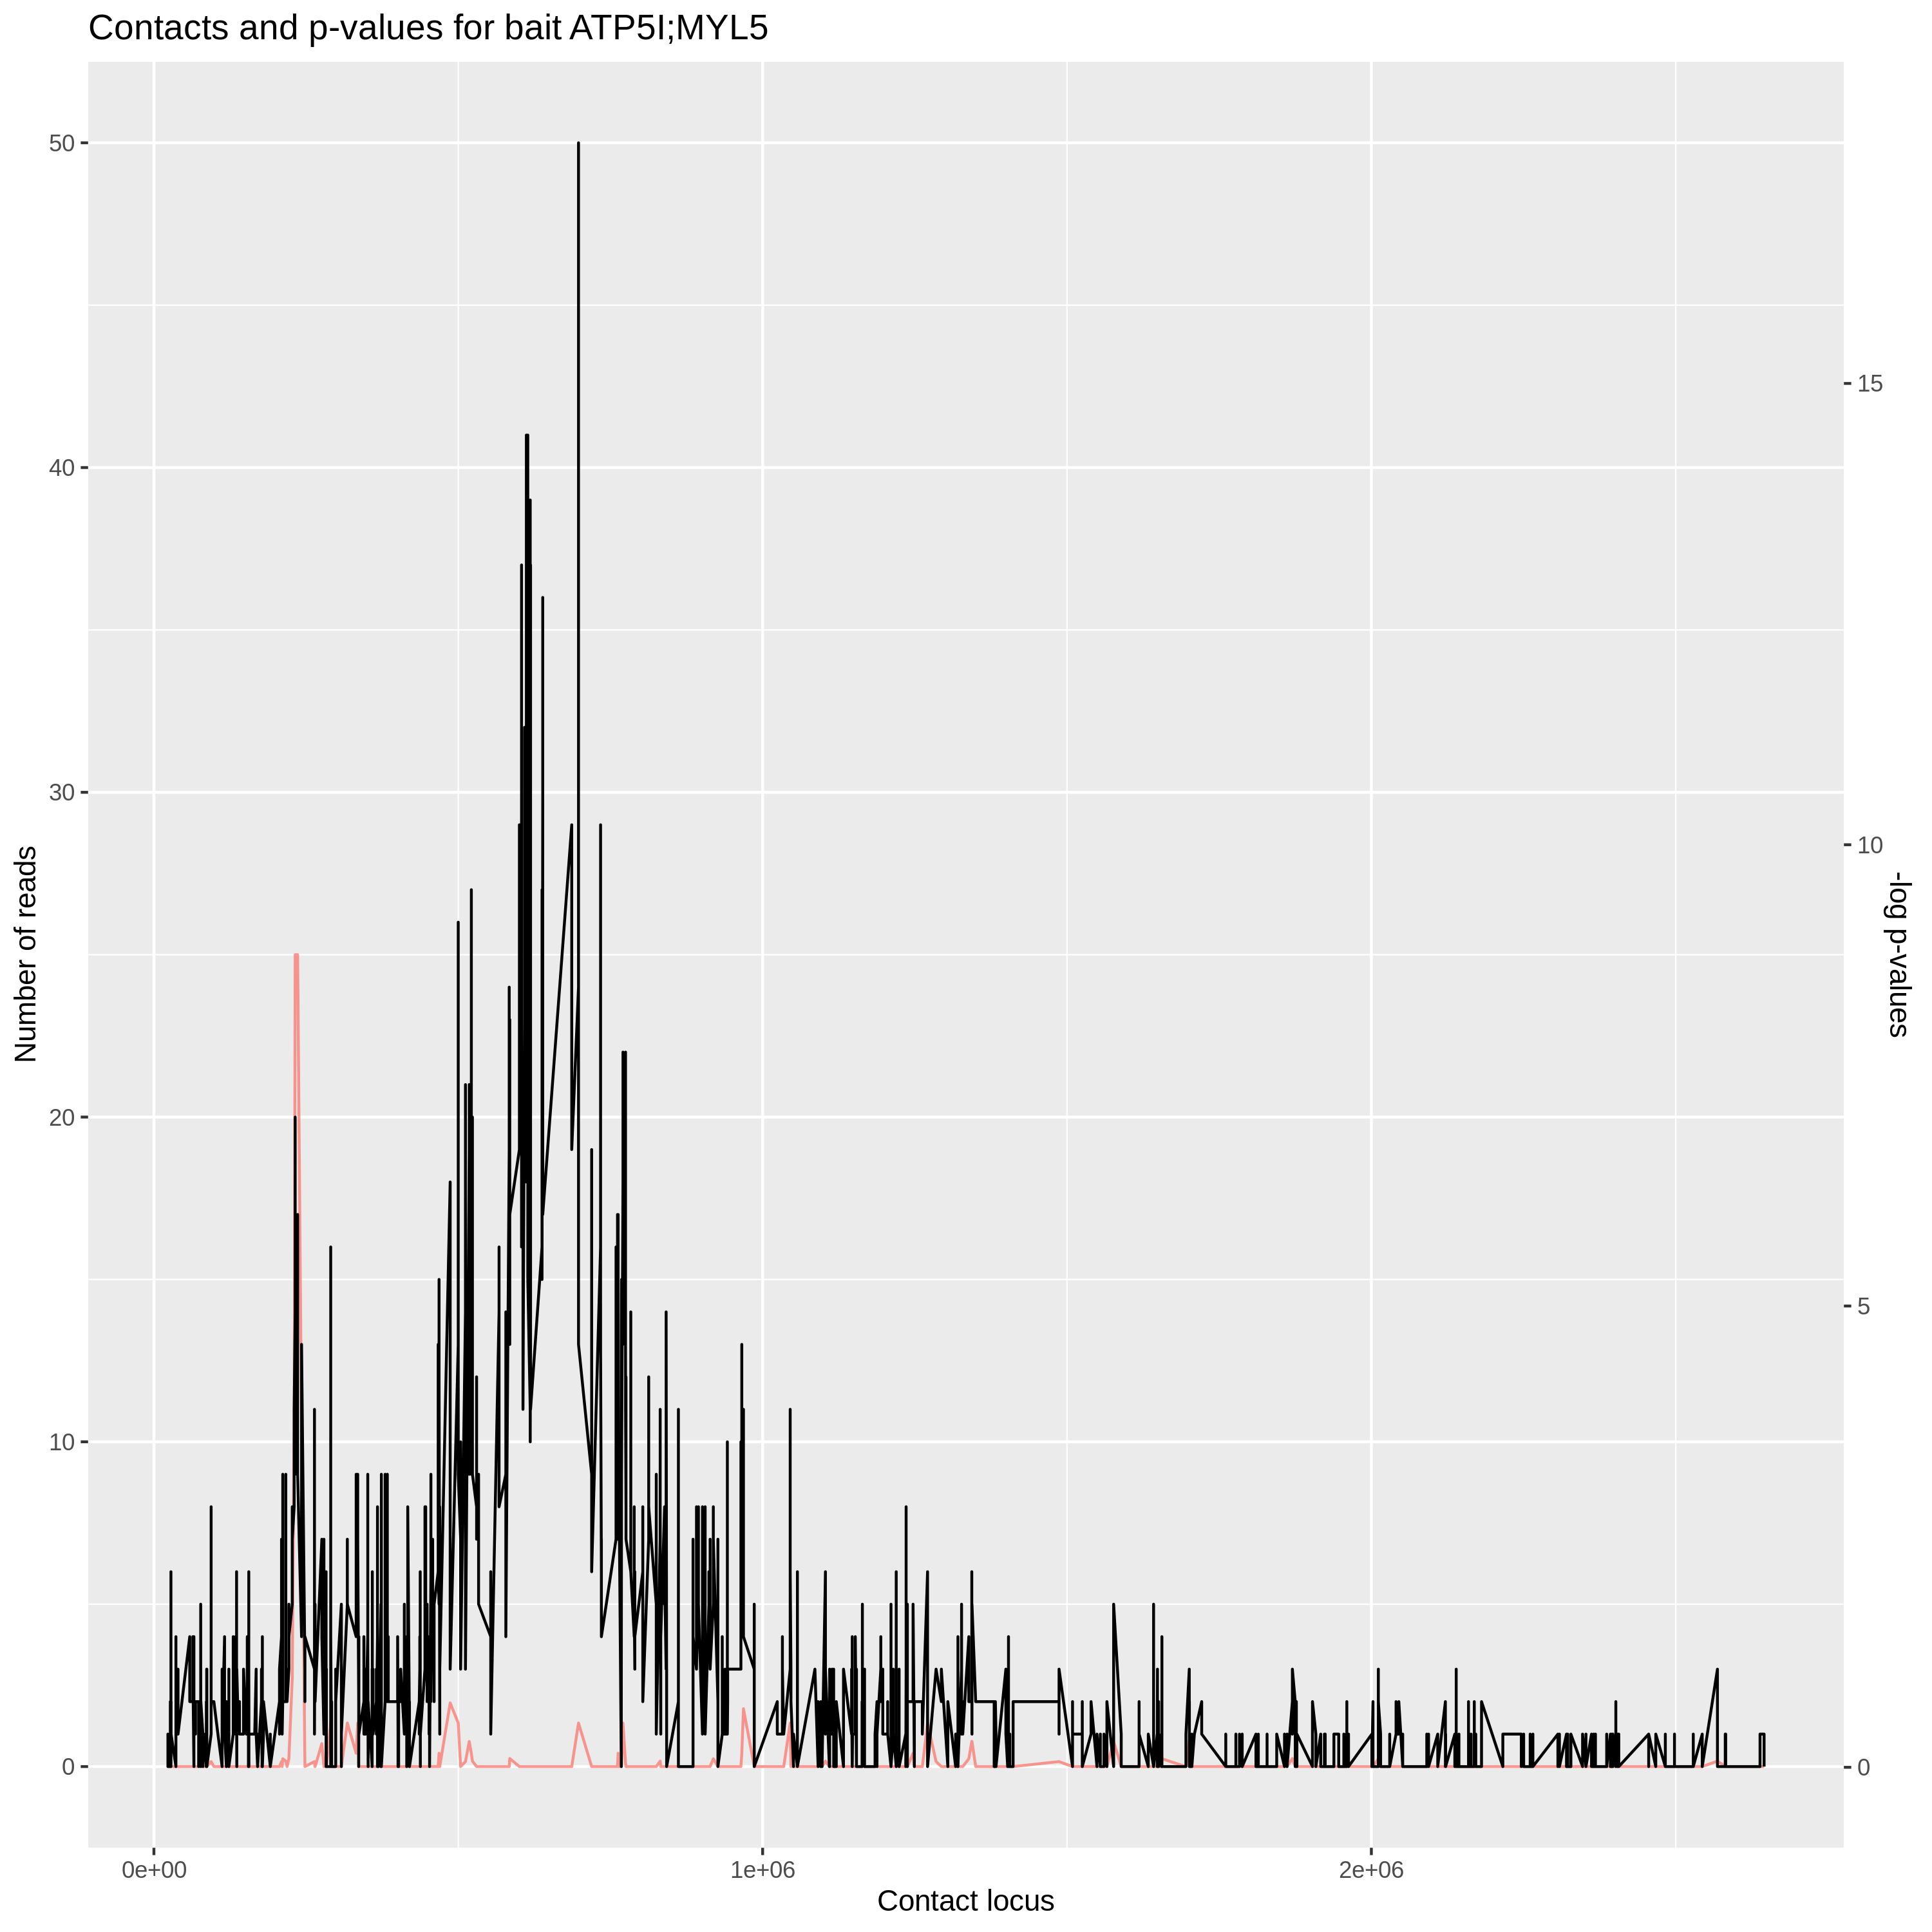 Contacts and p-values for bait ATP5I;MYL5
50
40
30
20
10
0
Number of reads
15
10
5
0
-log p-values
0e+00
1e+06
2e+06
Contact locus